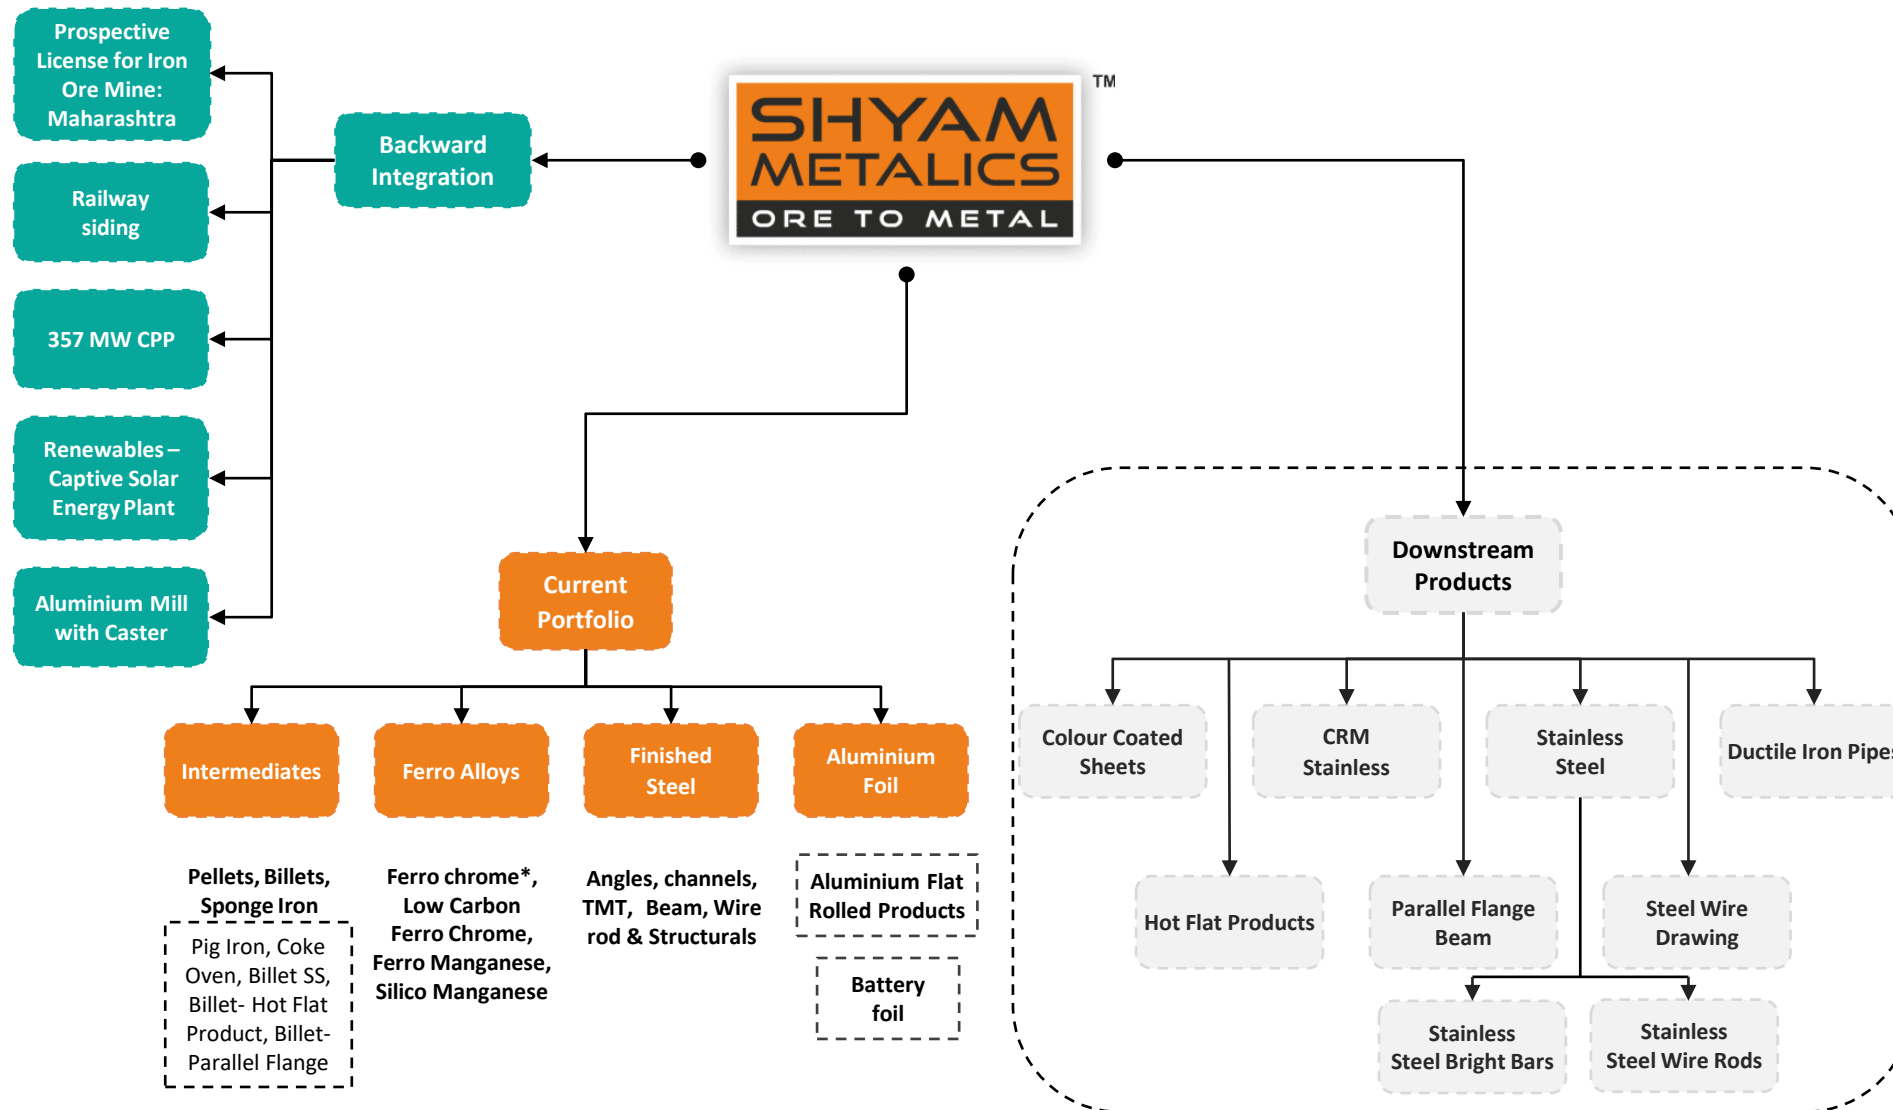 Prospective
License for Iron
Ore Mine:
Maharashtra
Backward
Integration
Railway
siding
357 MW CPP
Renewables –
Captive Solar
Energy Plant
Aluminium Mill
with Caster
SHYAM
METALICS
ORE TO METAL
TM
Current
Portfolio
Intermediates
Ferro Alloys
Finished
Steel
Aluminium
Foil
Pellets, Billets,
Sponge Iron
Pig Iron, Coke
Oven, Billet SS,
Billet- Hot Flat
Product, Billet-
Parallel Flange
Ferro chrome*,
Low Carbon
Ferro Chrome,
Ferro Manganese,
Silico Manganese
Angles, channels,
TMT, Beam, Wire
rod & Structurals
Aluminium Flat
Rolled Products
Battery
foil
Downstream
Products
Colour Coated
Sheets
CRM
Stainless
Stainless
Steel
Ductile Iron Pipes
Hot Flat Products
Parallel Flange
Beam
Steel Wire
Drawing
Stainless
Steel Bright Bars
Stainless
Steel Wire Rods